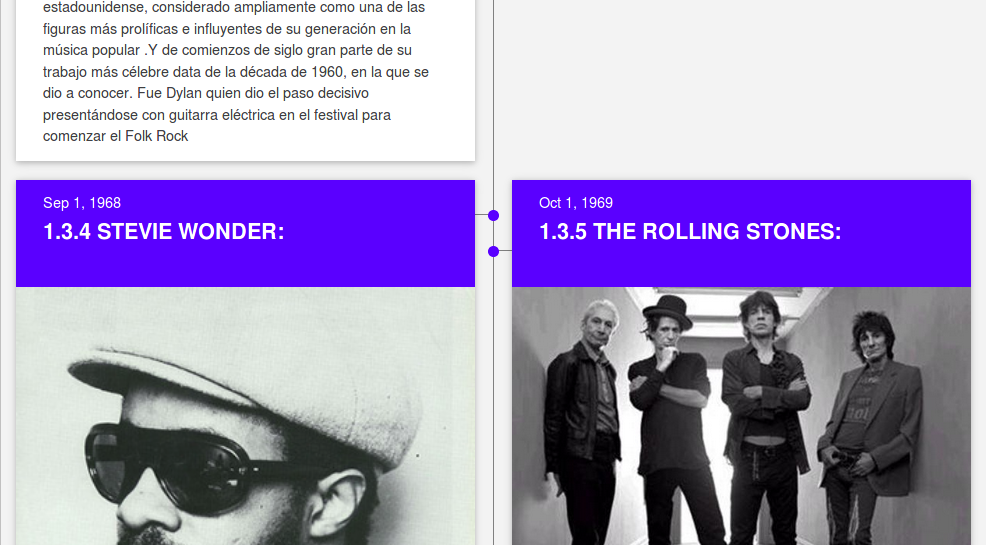 estadounidense, considerado ampliamente como una de las
figuras más prolíficas e influyentes de su generación en la
música popular .Y de comienzos de siglo gran parte de su
trabajo más célebre data de la década de 1960, en la que se
dio a conocer. Fue Dylan quien dio el paso decisivo
presentándose con guitarra eléctrica en el festival para
comenzar el Folk Rock
Sep 1, 1968
1.3.4 STEVIE WONDER:
Oct 1, 1969
1.3.5 THE ROLLING STONES: